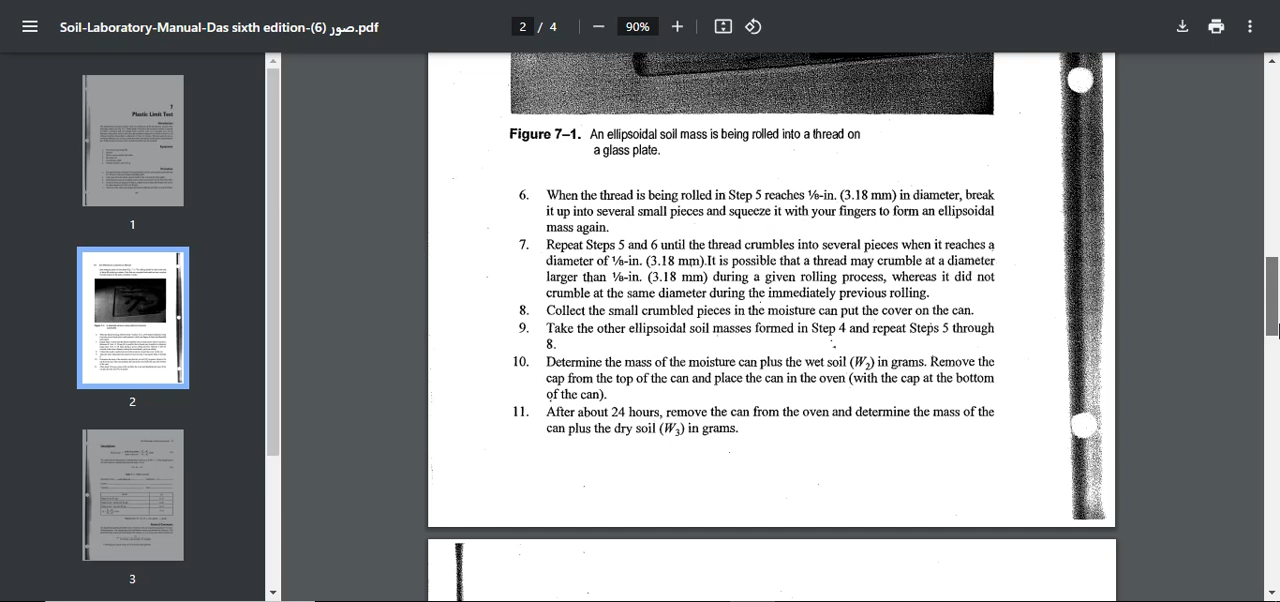 Soil-Laboratory-Manual-Das sixth edition-(6) صور.pdf
2 / 4
90%
7
Plastic Limit Test
1
2
3
Figure 7–1. An ellipsoidal soil mass is being rolled into a thread on
a glass plate.
6. When the thread is being rolled in Step 5 reaches ⅛-in. (3.18 mm) in diameter, break
it up into several small pieces and squeeze it with your fingers to form an ellipsoidal
mass again.
7. Repeat Steps 5 and 6 until the thread crumbles into several pieces when it reaches a
diameter of ⅛-in. (3.18 mm).It is possible that a thread may crumble at a diameter
larger than ⅛-in. (3.18 mm) during a given rolling process, whereas it did not
crumble at the same diameter during the immediately previous rolling.
8. Collect the small crumbled pieces in the moisture can put the cover on the can.
9. Take the other ellipsoidal soil masses formed in Step 4 and repeat Steps 5 through
8.
10. Determine the mass of the moisture can plus the wet soil (W₂) in grams. Remove the
cap from the top of the can and place the can in the oven (with the cap at the bottom
of the can).
11. After about 24 hours, remove the can from the oven and determine the mass of the
can plus the dry soil (W₃) in grams.